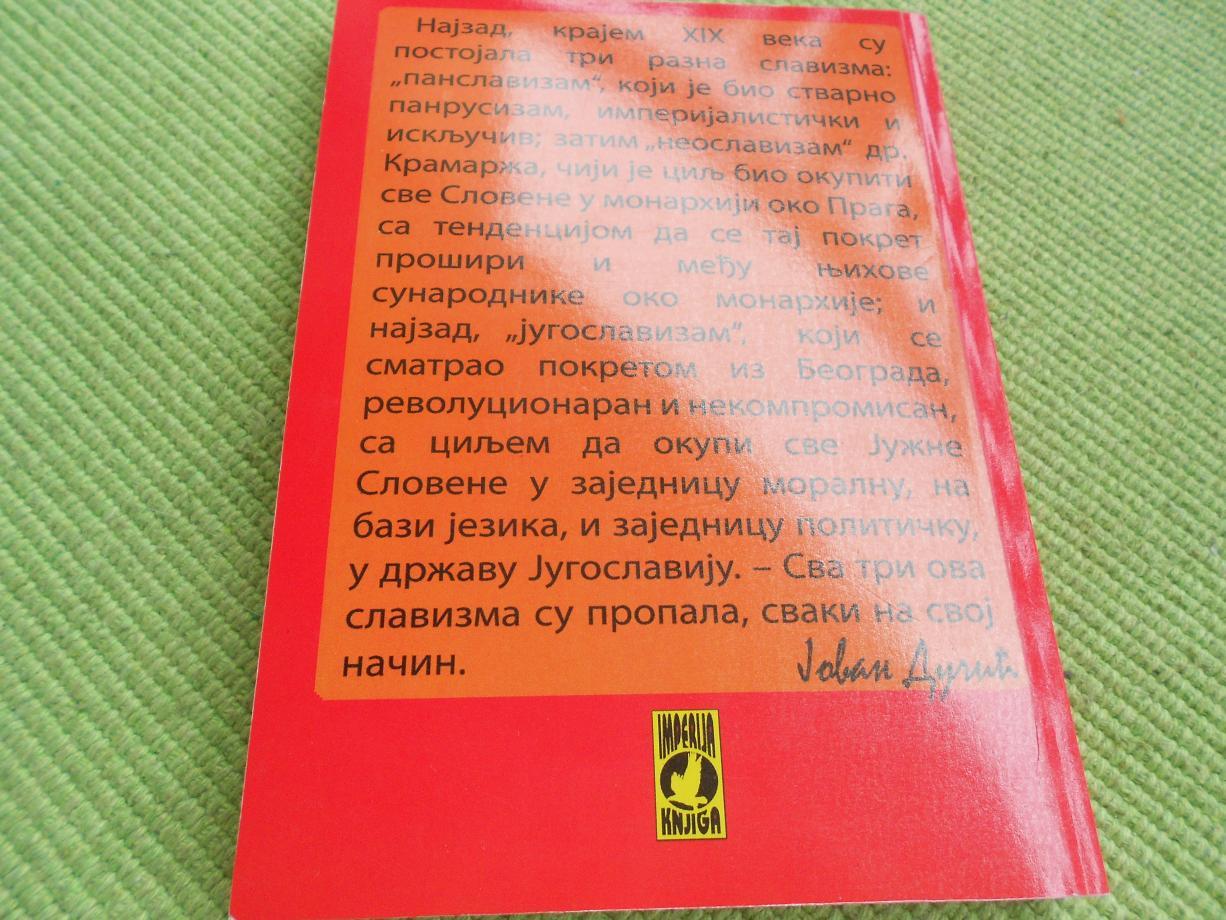 Најзад, крајем XIX века су
постојала три разна славизма:
„панславизам“, који је био стварно
панрусизам, империјалистички и
искључив; затим „неославизам“ др.
Крамаржа, чији је циљ био окупити
све Словене у монархији око Прага,
са тенденцијом да се тај покрет
прошири и међу њихове
сународнике око монархије; и
најзад, „југославизам“, који се
сматрао покретом из Београда,
револуционаран и некомпромисан,
са циљем да окупи све Јужне
Словене у заједницу моралну, на
бази језика, и заједницу политичку,
у државу Југославију. – Сва три ова
славизма су пропала, сваки на свој
начин.
Јован Дучић
IMPERIJA
KNJIGA